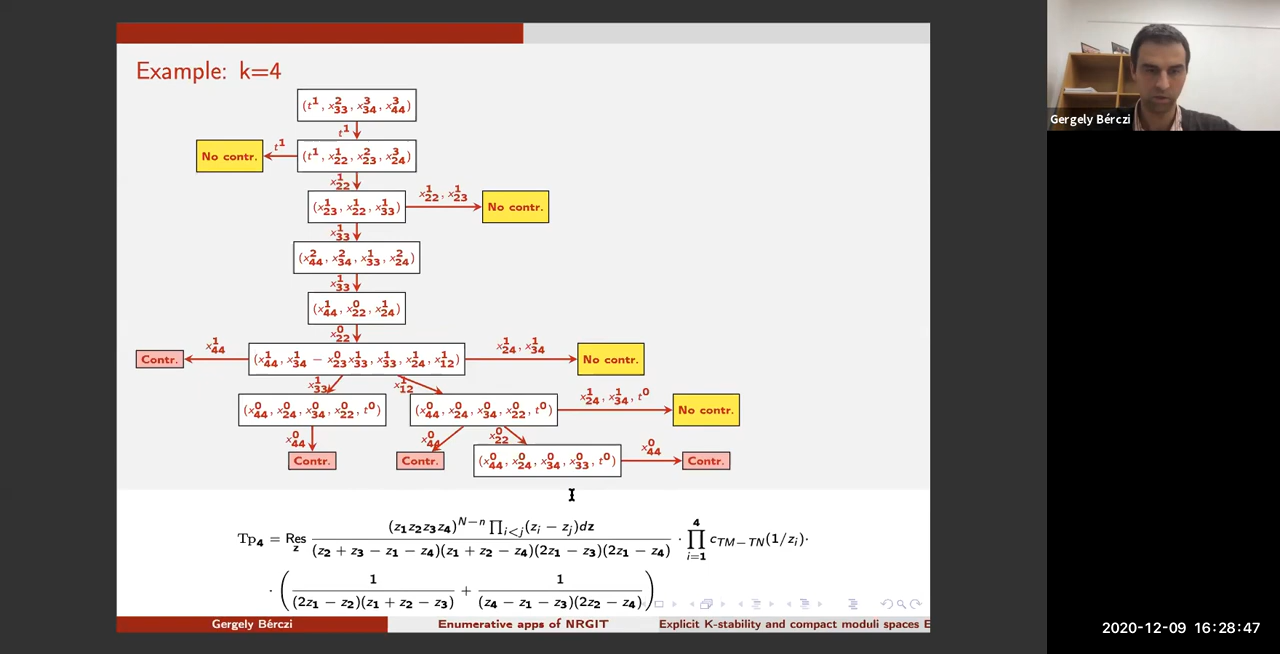 Example: k=4
(t¹, x²₃₃, x³₃₄, x³₄₄)
t¹
No contr.
t¹
(t¹, x¹₂₂, x²₂₃, x³₂₄)
x¹₂₂
(x¹₂₃, x¹₂₂, x¹₃₃)
x¹₂₂, x¹₂₃
No contr.
x¹₃₃
(x²₄₄, x²₃₄, x¹₃₃, x²₂₄)
x¹₃₃
(x¹₄₄, x⁰₂₂, x¹₂₄)
x⁰₂₂
Contr.
x¹₄₄
(x¹₄₄, x¹₃₄ − x⁰₂₃x¹₃₃, x¹₃₃, x¹₂₄, x¹₁₂)
x¹₂₄, x¹₃₄
No contr.
x¹₃₃
x¹₁₂
(x⁰₄₄, x⁰₂₄, x⁰₃₄, x⁰₂₂, t⁰)
(x⁰₄₄, x⁰₂₄, x⁰₃₄, x⁰₂₂, t⁰)
x¹₂₄, x¹₃₄, t⁰
No contr.
x⁰₄₄
x⁰₄₄
x⁰₂₂
Contr.
Contr.
(x⁰₄₄, x⁰₂₄, x⁰₃₄, x⁰₃₃, t⁰)
x⁰₄₄
Contr.
Tp₄ = Res_z (z₁z₂z₃z₄)^{N−n} ∏_{i<j}(z_i − z_j)dz / (z₂ + z₃ − z₁ − z₄)(z₁ + z₂ − z₄)(2z₁ − z₃)(2z₁ − z₄) · ∏_{i=1}^{4} c_{TM−TN}(1/z_i)·
· ( 1 / (2z₁ − z₂)(z₁ + z₂ − z₃) + 1 / (z₄ − z₁ − z₃)(2z₂ − z₄) )
Gergely Bérczi
Enumerative apps of NRGIT
Explicit K-stability and compact moduli spaces E
Gergely Bérczi
2020-12-09 16:28:47